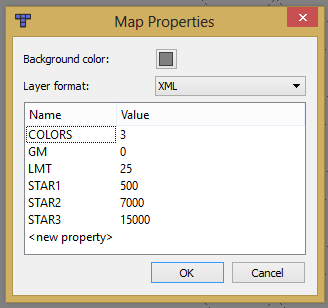 Map Properties
Background color:
Layer format: XML
Name Value
COLORS 3
GM 0
LMT 25
STAR1 500
STAR2 7000
STAR3 15000
<new property>
OK Cancel